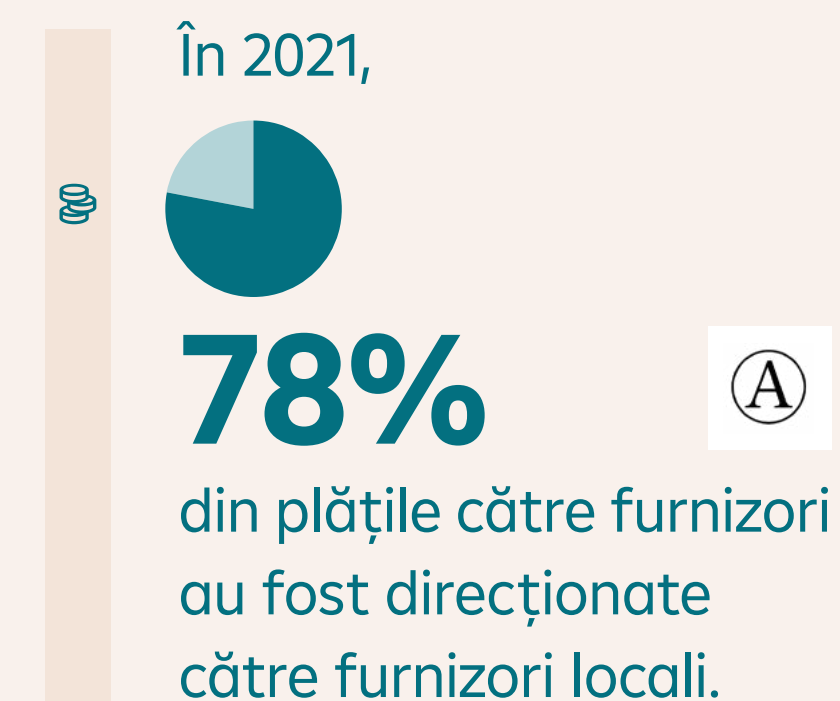 În 2021,
78%
Ⓐ
din plățile către furnizori
au fost direcționate
către furnizori locali.